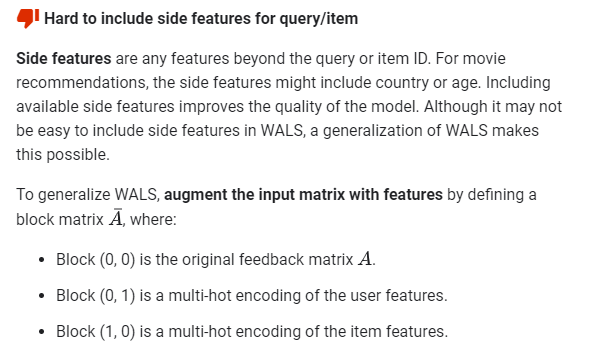 Hard to include side features for query/item
Side features are any features beyond the query or item ID. For movie
recommendations, the side features might include country or age. Including
available side features improves the quality of the model. Although it may not
be easy to include side features in WALS, a generalization of WALS makes
this possible.
To generalize WALS, augment the input matrix with features by defining a
block matrix Ā, where:
• Block (0, 0) is the original feedback matrix A.
• Block (0, 1) is a multi-hot encoding of the user features.
• Block (1, 0) is a multi-hot encoding of the item features.